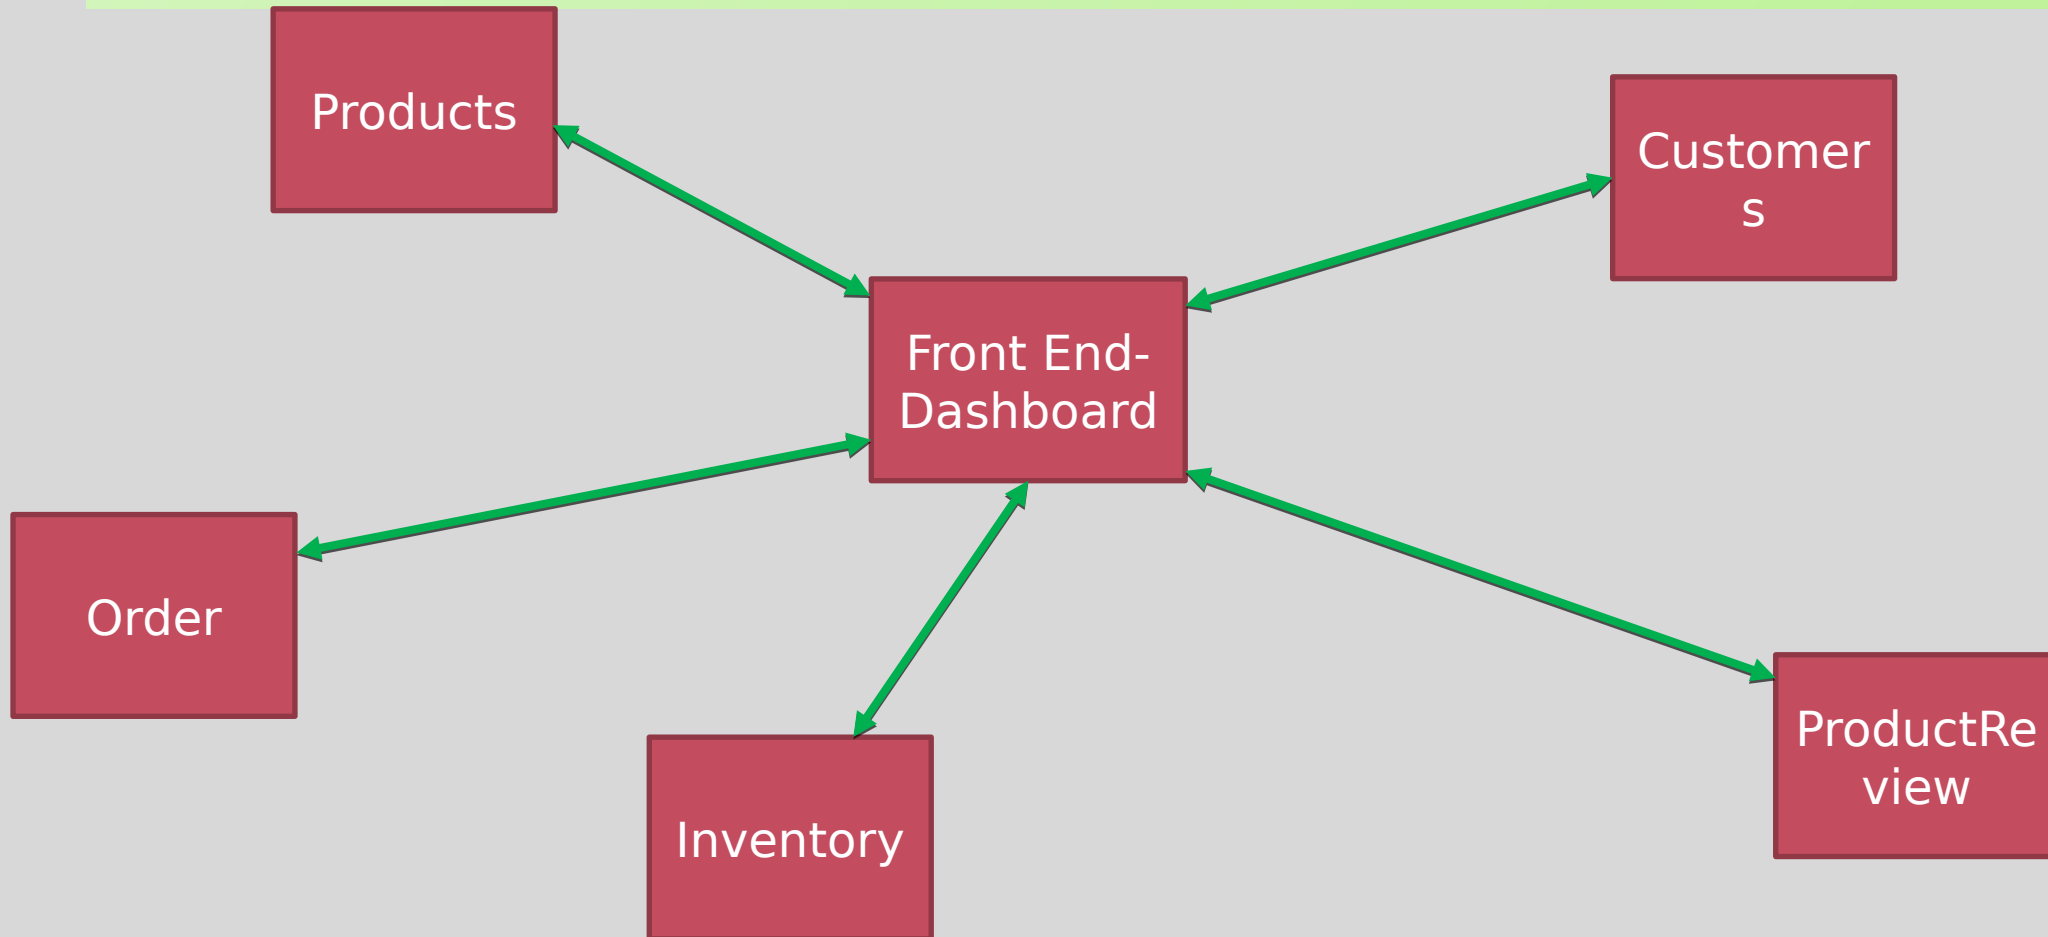 Products
Customer
s
Front End-
Dashboard
Order
ProductRe
view
Inventory